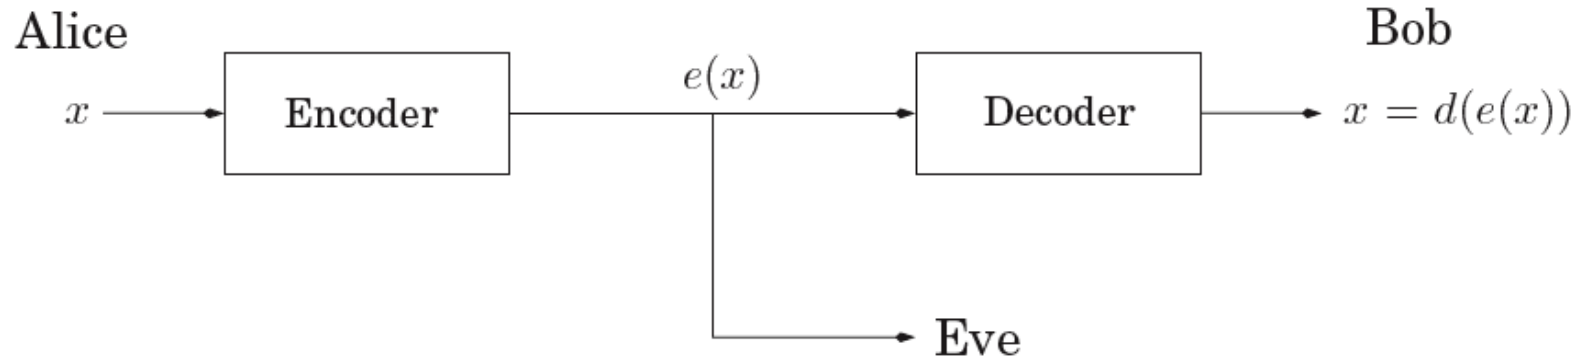 Alice
Bob
e(x)
x
Encoder
Decoder
x = d(e(x))
Eve